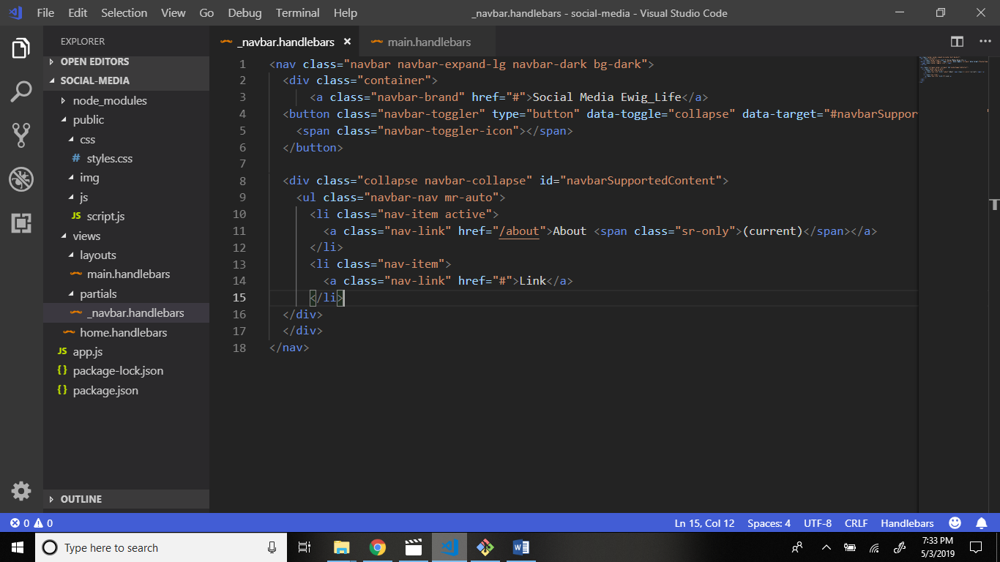 File Edit Selection View Go Debug Terminal Help
_navbar.handlebars - social-media - Visual Studio Code
EXPLORER
OPEN EDITORS
SOCIAL-MEDIA
node_modules
public
css
# styles.css
img
js
JS script.js
views
layouts
main.handlebars
partials
_navbar.handlebars
home.handlebars
JS app.js
{} package-lock.json
{} package.json
OUTLINE
_navbar.handlebars × main.handlebars
1 <nav class="navbar navbar-expand-lg navbar-dark bg-dark">
2 <div class="container">
3 <a class="navbar-brand" href="#">Social Media Ewig_Life</a>
4 <button class="navbar-toggler" type="button" data-toggle="collapse" data-target="#navbarSuppor
5 <span class="navbar-toggler-icon"></span>
6 </button>
7
8 <div class="collapse navbar-collapse" id="navbarSupportedContent">
9 <ul class="navbar-nav mr-auto">
10 <li class="nav-item active">
11 <a class="nav-link" href="/about">About <span class="sr-only">(current)</span></a>
12 </li>
13 <li class="nav-item">
14 <a class="nav-link" href="#">Link</a>
15 </li>
16 </div>
17 </div>
18 </nav>
0 0
Ln 15, Col 12 Spaces: 4 UTF-8 CRLF Handlebars
Type here to search
7:33 PM
5/3/2019